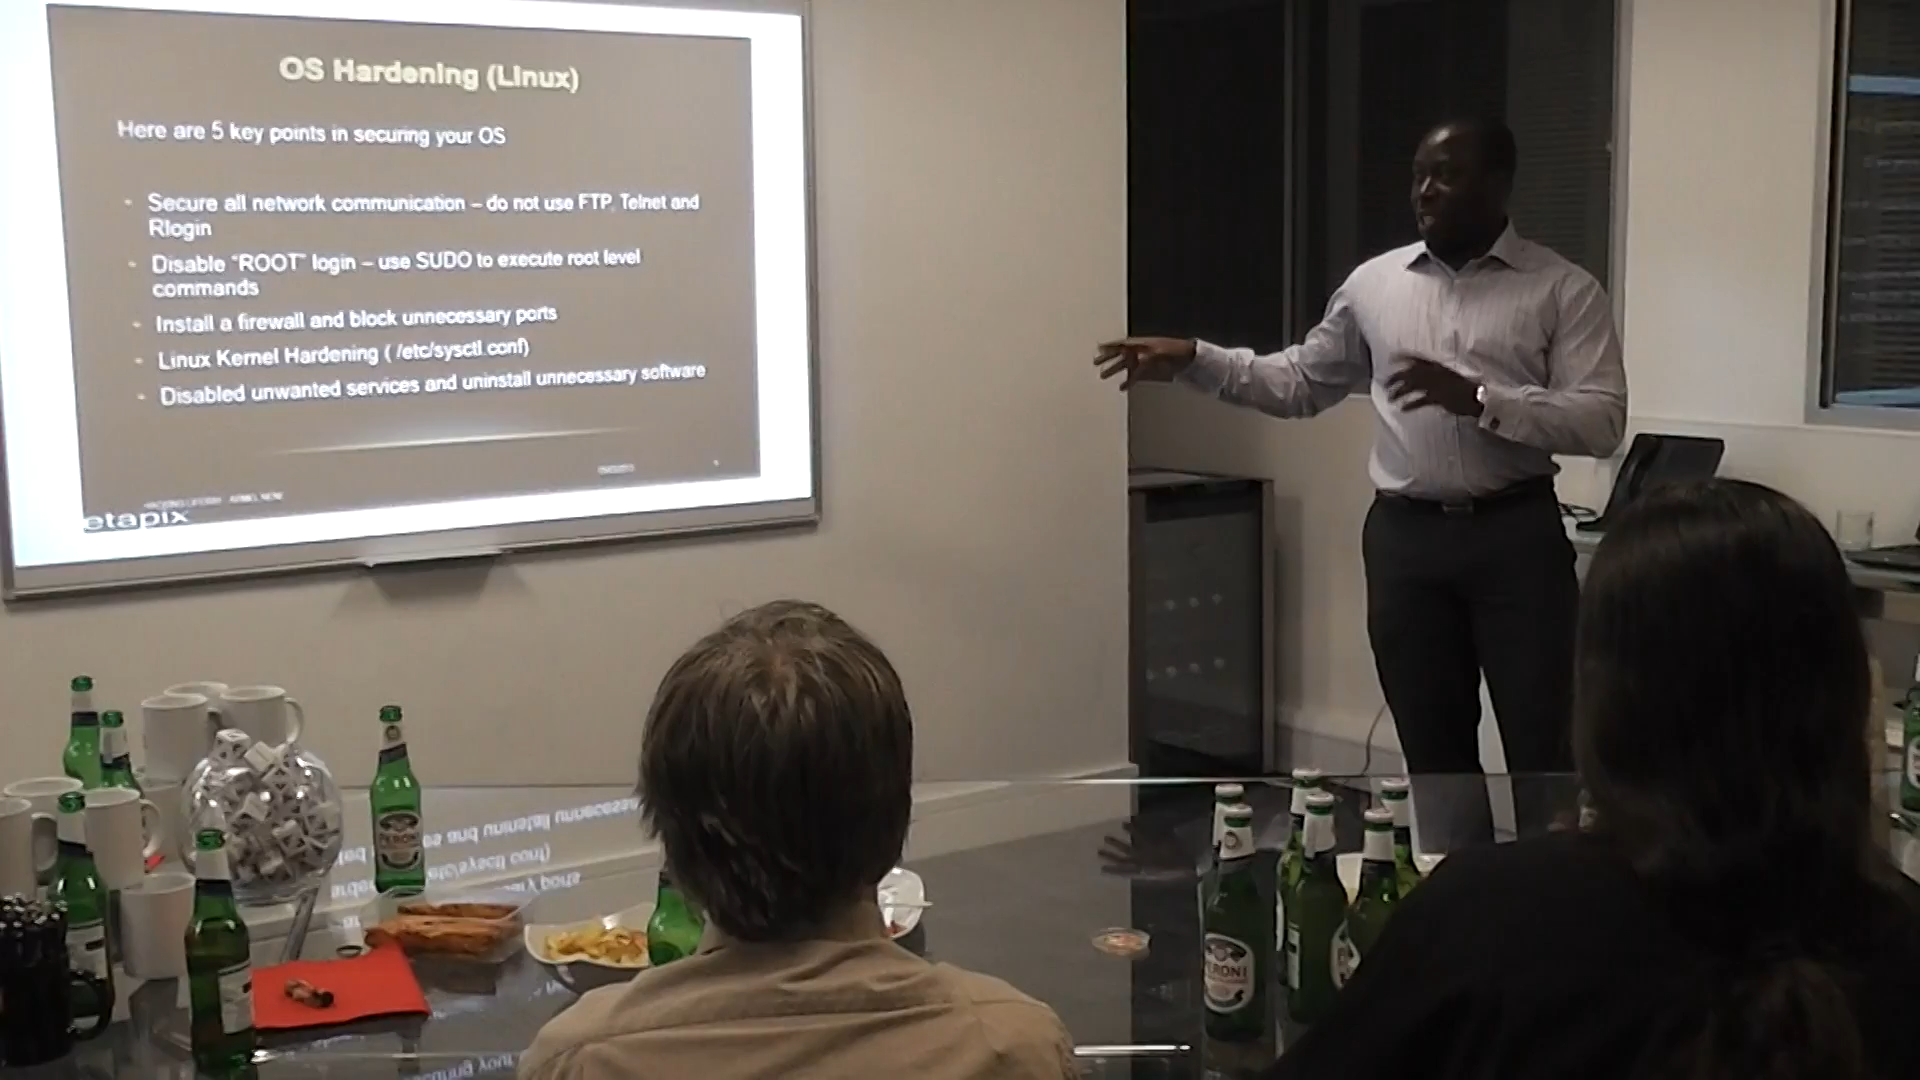 OS Hardening (Linux)
Here are 5 key points in securing your OS
Secure all network communication – do not use FTP, Telnet and
Rlogin
Disable “ROOT” login – use SUDO to execute root level
commands
Install a firewall and block unnecessary ports
Linux Kernel Hardening ( /etc/sysctl.conf)
Disabled unwanted services and uninstall unnecessary software
etapix
PERONI
PERONI